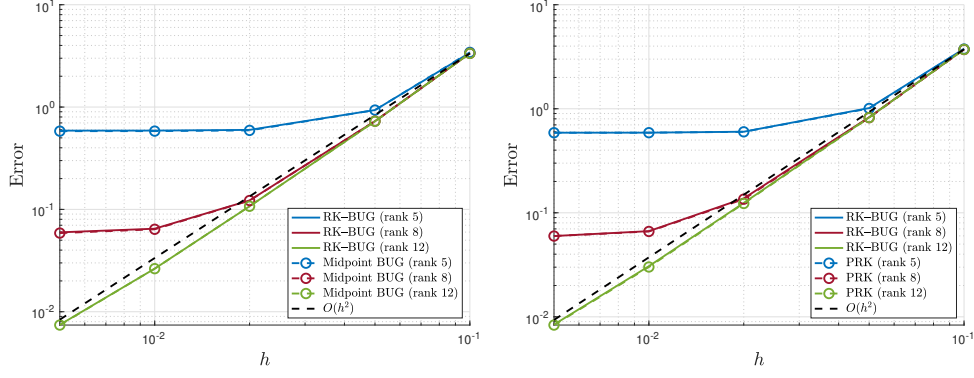 10^1
10^0
10^-1
10^-2
Error
10^-2
10^-1
h
RK–BUG (rank 5)
RK–BUG (rank 8)
RK–BUG (rank 12)
Midpoint BUG (rank 5)
Midpoint BUG (rank 8)
Midpoint BUG (rank 12)
O(h^2)
10^1
10^0
10^-1
10^-2
Error
10^-2
10^-1
h
RK–BUG (rank 5)
RK–BUG (rank 8)
RK–BUG (rank 12)
PRK (rank 5)
PRK (rank 8)
PRK (rank 12)
O(h^2)